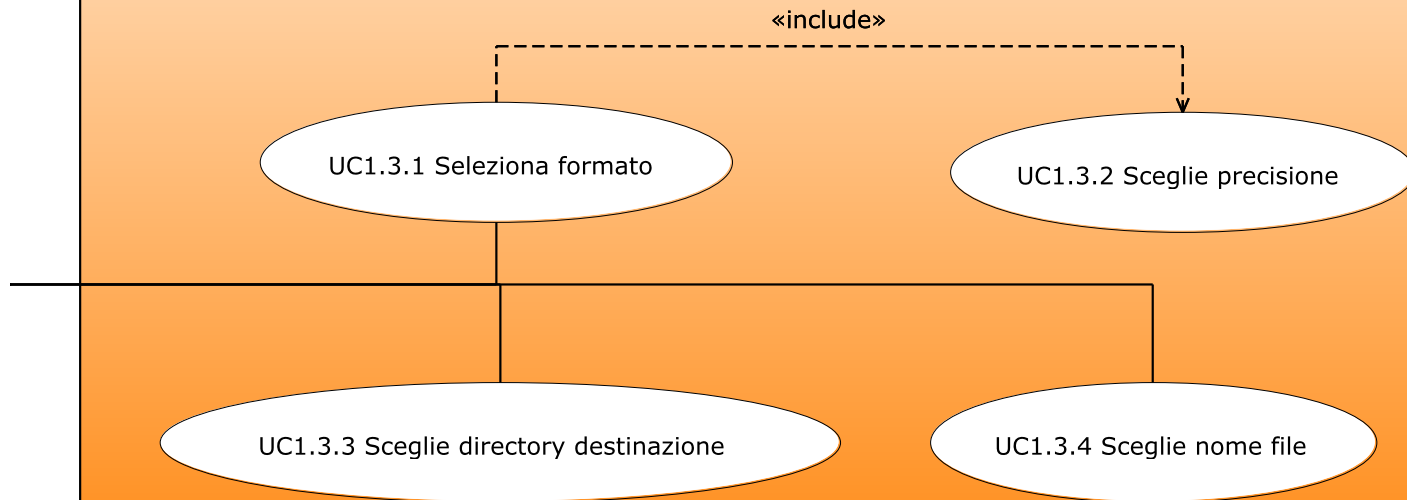 «include»
UC1.3.1 Seleziona formato
UC1.3.2 Sceglie precisione
UC1.3.3 Sceglie directory destinazione
UC1.3.4 Sceglie nome file